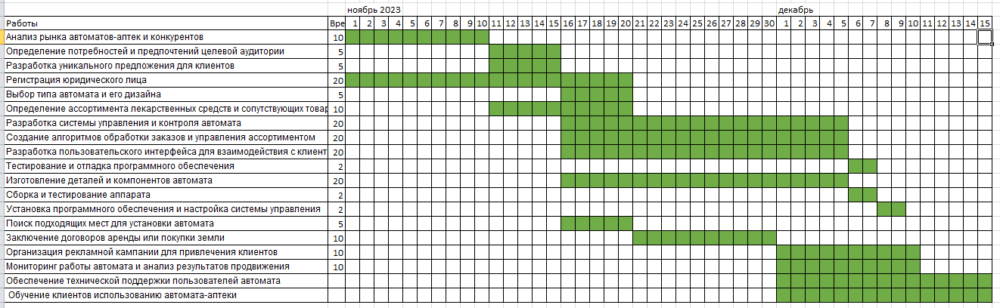 ноябрь 2023 декабрь
Работы Вре 1 2 3 4 5 6 7 8 9 10 11 12 13 14 15 16 17 18 19 20 21 22 23 24 25 26 27 28 29 30 1 2 3 4 5 6 7 8 9 10 11 12 13 14 15
Анализ рынка автоматов-аптек и конкурентов 10
Определение потребностей и предпочтений целевой аудитории 5
Разработка уникального предложения для клиентов 5
Регистрация юридического лица 20
Выбор типа автомата и его дизайна 5
Определение ассортимента лекарственных средств и сопутствующих товар 10
Разработка системы управления и контроля автомата 20
Создание алгоритмов обработки заказов и управления ассортиментом 20
Разработка пользовательского интерфейса для взаимодействия с клиент 20
Тестирование и отладка программного обеспечения 2
Изготовление деталей и компонентов автомата 20
Сборка и тестирование аппарата 2
Установка программного обеспечения и настройка системы управления 2
Поиск подходящих мест для установки автомата 5
Заключение договоров аренды или покупки земли 10
Организация рекламной кампании для привлечения клиентов 10
Мониторинг работы автомата и анализ результатов продвижения 10
Обеспечение технической поддержки пользователей автомата
Обучение клиентов использованию автомата-аптеки